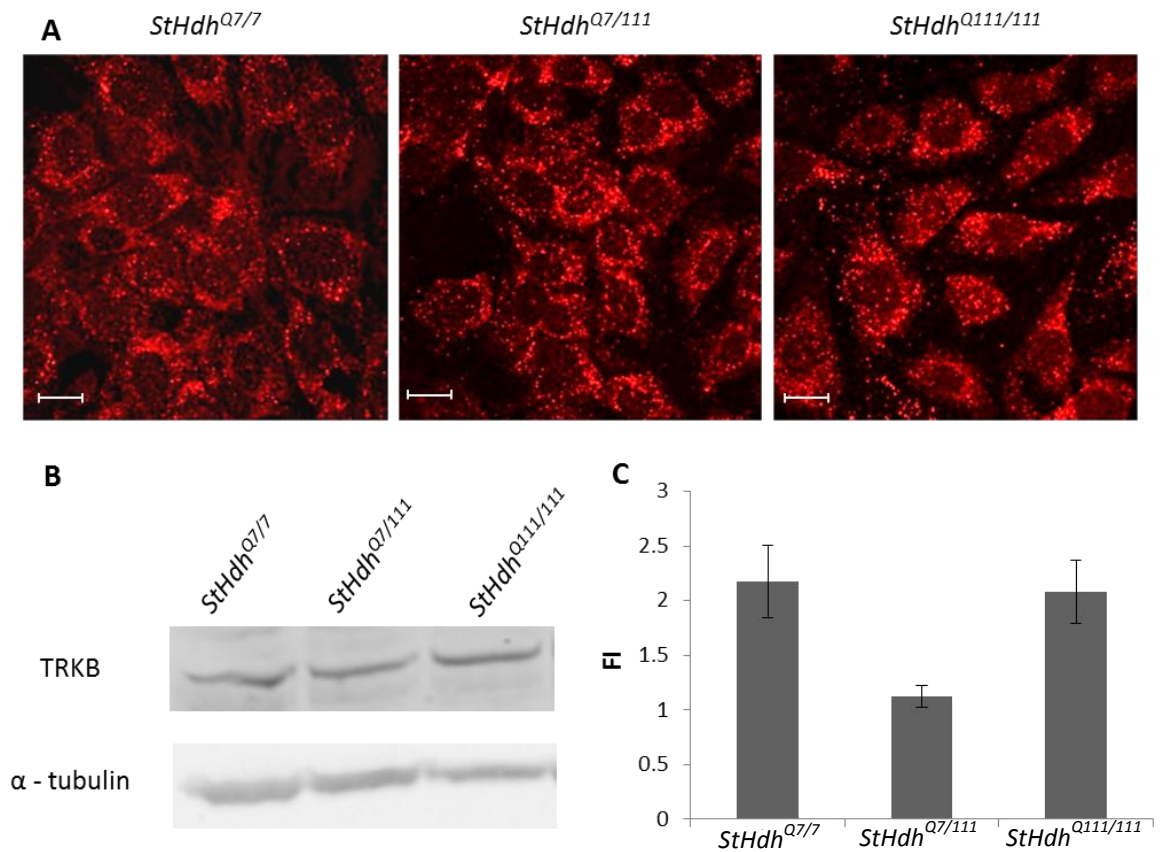 A
StHdhQ7/7
StHdhQ7/111
StHdhQ111/111
B
StHdhQ7/7
StHdhQ7/111
StHdhQ111/111
TRKB
α - tubulin
C
3
2.5
2
1.5
1
0.5
0
FI
StHdhQ7/7
StHdhQ7/111
StHdhQ111/111